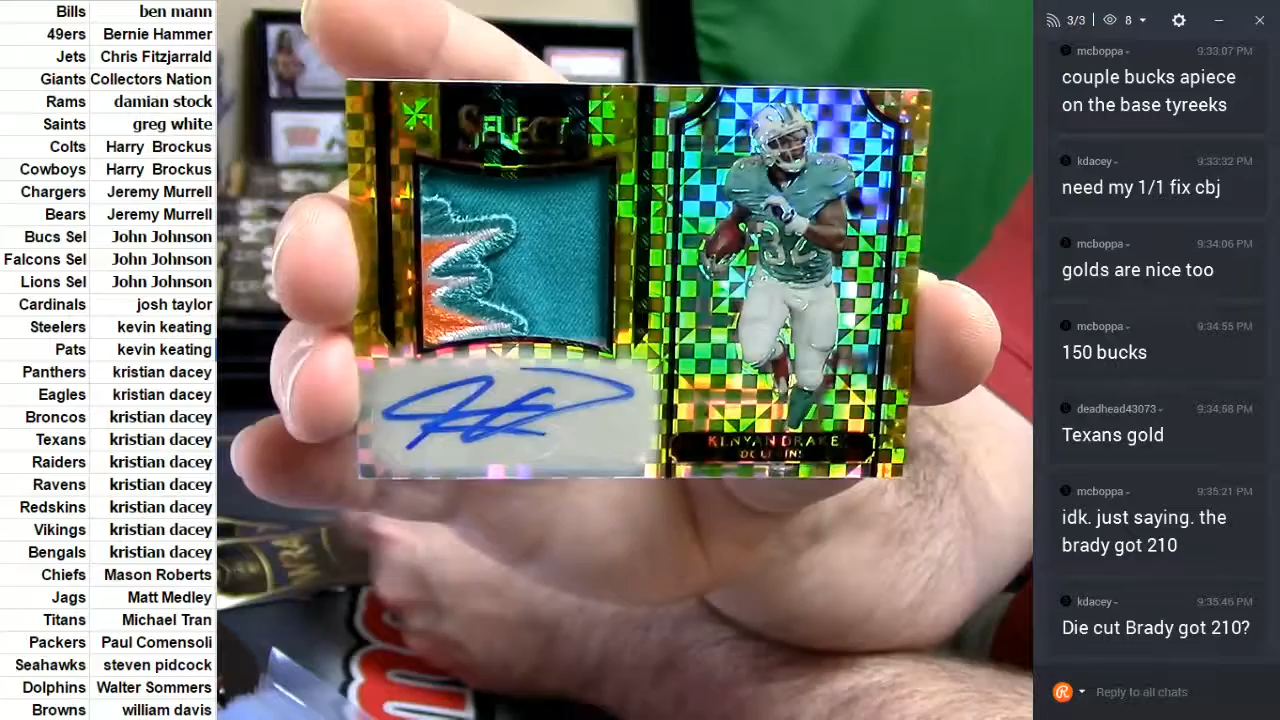 Bills ben mann
49ers Bernie Hammer
Jets Chris Fitzjarrald
Giants Collectors Nation
Rams damian stock
Saints greg white
Colts Harry Brockus
Cowboys Harry Brockus
Chargers Jeremy Murrell
Bears Jeremy Murrell
Bucs Sel John Johnson
Falcons Sel John Johnson
Lions Sel John Johnson
Cardinals josh taylor
Steelers kevin keating
Pats kevin keating
Panthers kristian dacey
Eagles kristian dacey
Broncos kristian dacey
Texans kristian dacey
Raiders kristian dacey
Ravens kristian dacey
Redskins kristian dacey
Vikings kristian dacey
Bengals kristian dacey
Chiefs Mason Roberts
Jags Matt Medley
Titans Michael Tran
Packers Paul Comensoli
Seahawks steven pidcock
Dolphins Walter Sommers
Browns william davis
SELECT
32
KENYAN DRAKE
DOLPHINS
3/3 8
mcboppa 9:33:07 PM
couple bucks apiece
on the base tyreeks
kdacey 9:33:32 PM
need my 1/1 fix cbj
mcboppa 9:34:06 PM
golds are nice too
mcboppa 9:34:55 PM
150 bucks
deadhead43073 9:34:58 PM
Texans gold
mcboppa 9:35:21 PM
idk. just saying. the
brady got 210
kdacey 9:35:46 PM
Die cut Brady got 210?
Reply to all chats